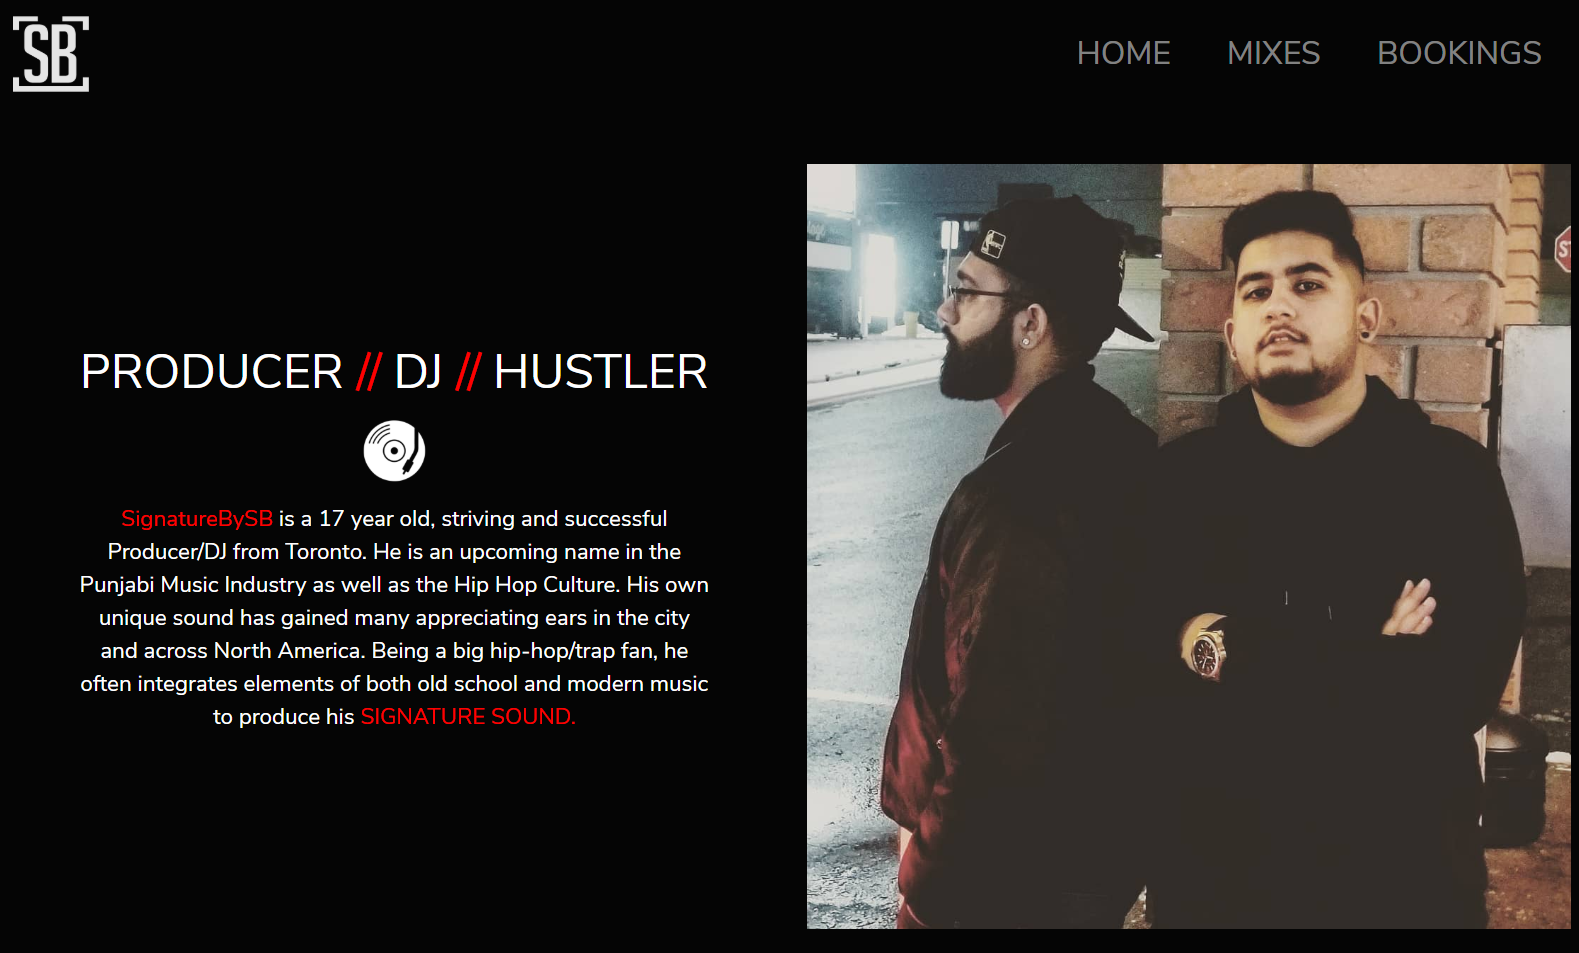 SB
HOME MIXES BOOKINGS
PRODUCER // DJ // HUSTLER
SignatureBySB is a 17 year old, striving and successful
Producer/DJ from Toronto. He is an upcoming name in the
Punjabi Music Industry as well as the Hip Hop Culture. His own
unique sound has gained many appreciating ears in the city
and across North America. Being a big hip-hop/trap fan, he
often integrates elements of both old school and modern music
to produce his SIGNATURE SOUND.
ST